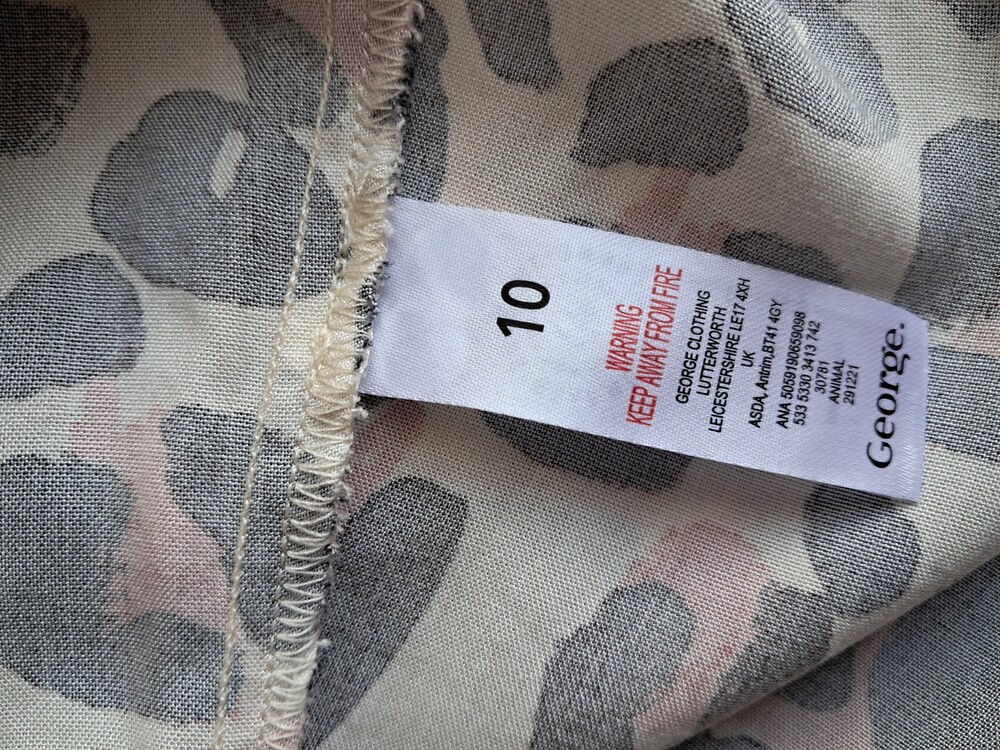 10
WARNING
KEEP AWAY FROM FIRE
GEORGE CLOTHING
LUTTERWORTH
LEICESTERSHIRE LE17 4XH
UK
ASDA, Antrim,BT41 4GY
ANA 5059190659098
533 5330 3413 742
30781
ANIMAL
291221
George.